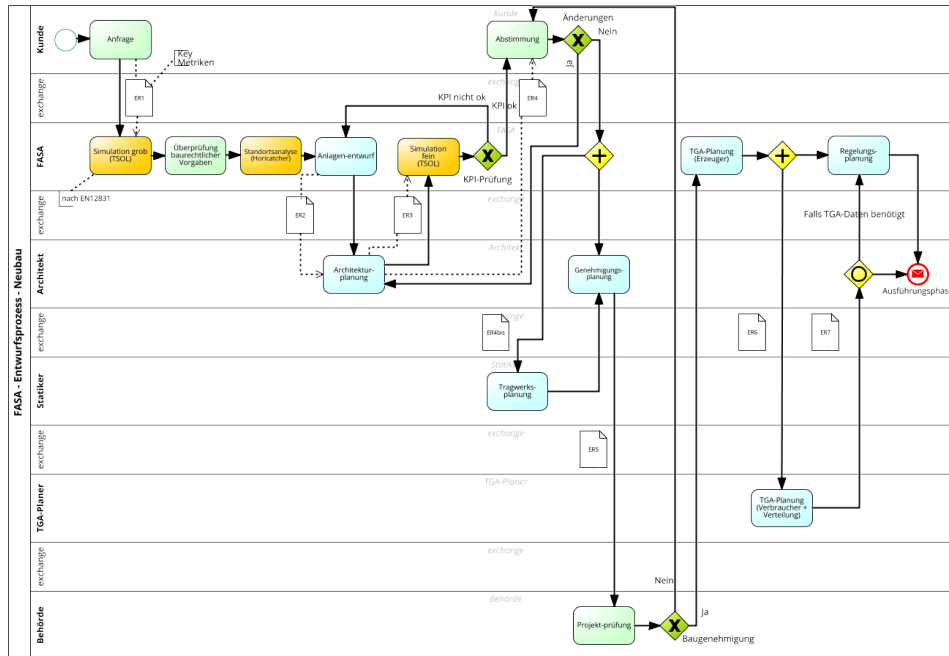 FASA - Entwurfsprozess - Neubau
Kunde
exchange
FASA
exchange
Architekt
exchange
Statiker
exchange
TGA-Planer
exchange
Behörde
Kunde
Anfrage
Key
Metriken
ER1
Abstimmung
Änderungen
Nein
Ja
exchange
ER4
KPI nicht ok
KPI ok
FASA
Simulation grob
(TSOL)
Überprüfung
baurechtlicher
Vorgaben
Standortsanalyse
(Horicatcher)
Anlagen-entwurf
Simulation
fein
(TSOL)
KPI-Prüfung
TGA-Planung
(Erzeuger)
Regelungs-
planung
nach EN12831
ER2
ER3
exchange
Falls TGA-Daten benötigt
Architekt
Architektur-
planung
Genehmigungs-
planung
Ausführungsphas
ER4bis
exchange
ER6
ER7
Statiker
Tragwerks-
planung
exchange
ER5
TGA-Planer
TGA-Planung
(Verbraucher +
Verteilung)
exchange
Nein
Behörde
Projekt-prüfung
Ja
Baugenehmigung